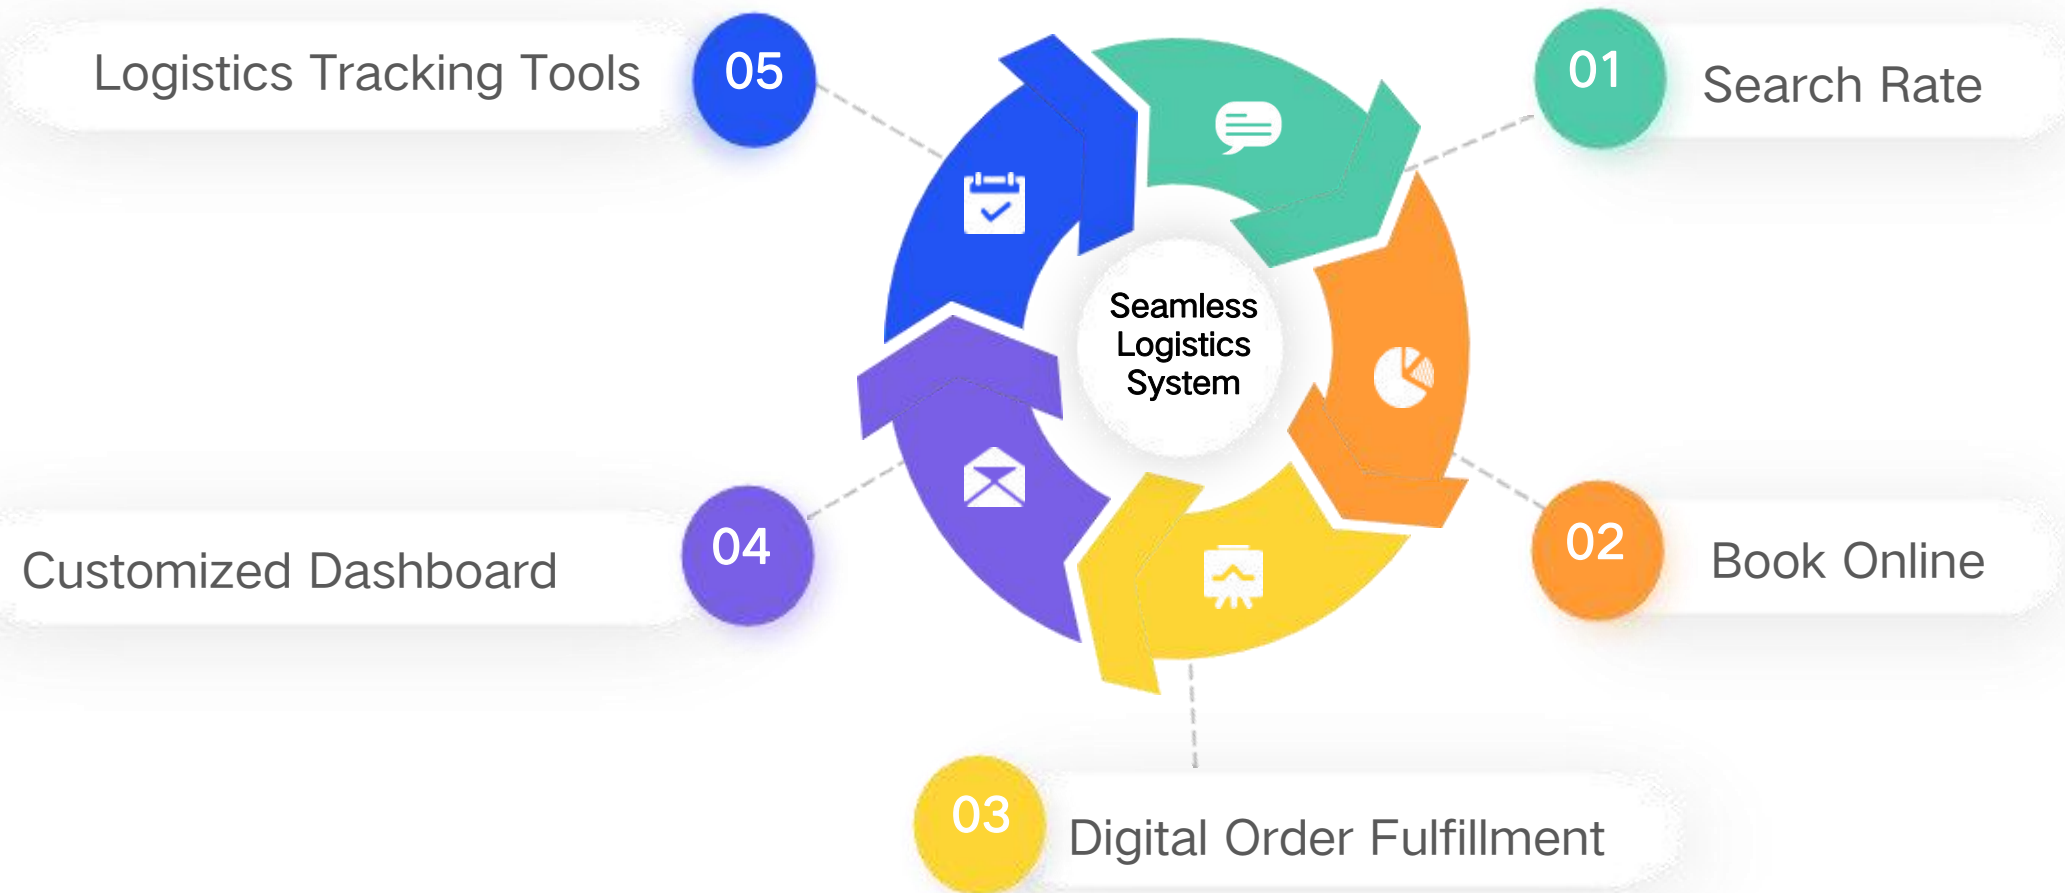 01
Search Rate
02
Book Online
03
Digital Order Fulfillment
04
Customized Dashboard
05
Logistics Tracking Tools
Seamless
Logistics
System